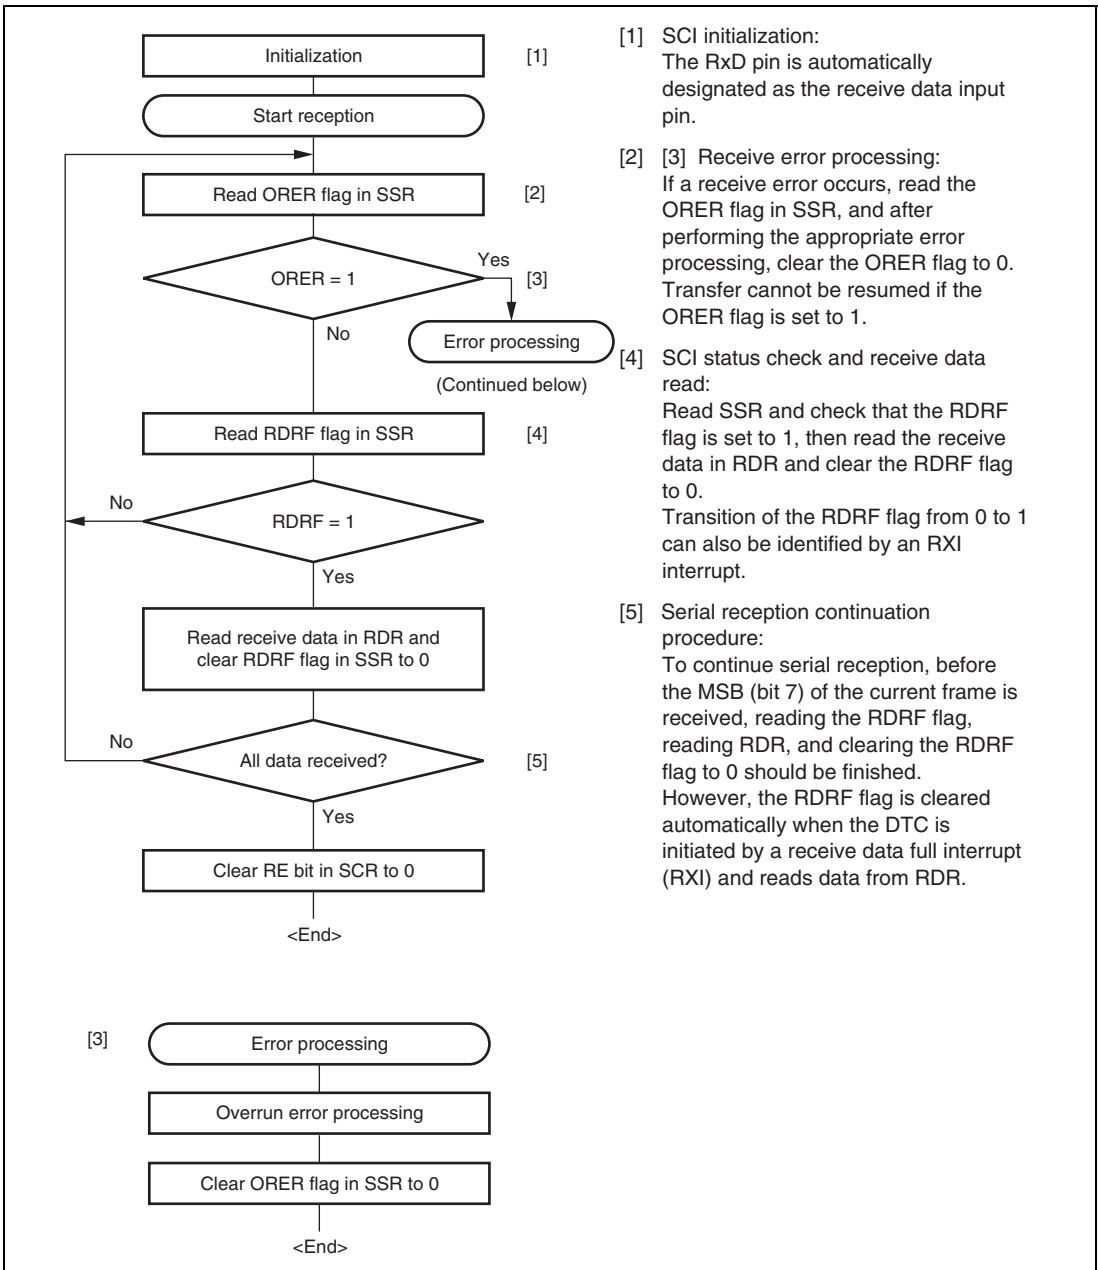 Initialization
[1]
Start reception
Read ORER flag in SSR
[2]
Yes
ORER = 1
[3]
No
Error processing
(Continued below)
Read RDRF flag in SSR
[4]
No
RDRF = 1
Yes
Read receive data in RDR and
clear RDRF flag in SSR to 0
No
All data received?
[5]
Yes
Clear RE bit in SCR to 0
<End>
[1] SCI initialization:
The RxD pin is automatically
designated as the receive data input
pin.
[2] [3] Receive error processing:
If a receive error occurs, read the
ORER flag in SSR, and after
performing the appropriate error
processing, clear the ORER flag to 0.
Transfer cannot be resumed if the
ORER flag is set to 1.
[4] SCI status check and receive data
read:
Read SSR and check that the RDRF
flag is set to 1, then read the receive
data in RDR and clear the RDRF flag
to 0.
Transition of the RDRF flag from 0 to 1
can also be identified by an RXI
interrupt.
[5] Serial reception continuation
procedure:
To continue serial reception, before
the MSB (bit 7) of the current frame is
received, reading the RDRF flag,
reading RDR, and clearing the RDRF
flag to 0 should be finished.
However, the RDRF flag is cleared
automatically when the DTC is
initiated by a receive data full interrupt
(RXI) and reads data from RDR.
[3]
Error processing
Overrun error processing
Clear ORER flag in SSR to 0
<End>